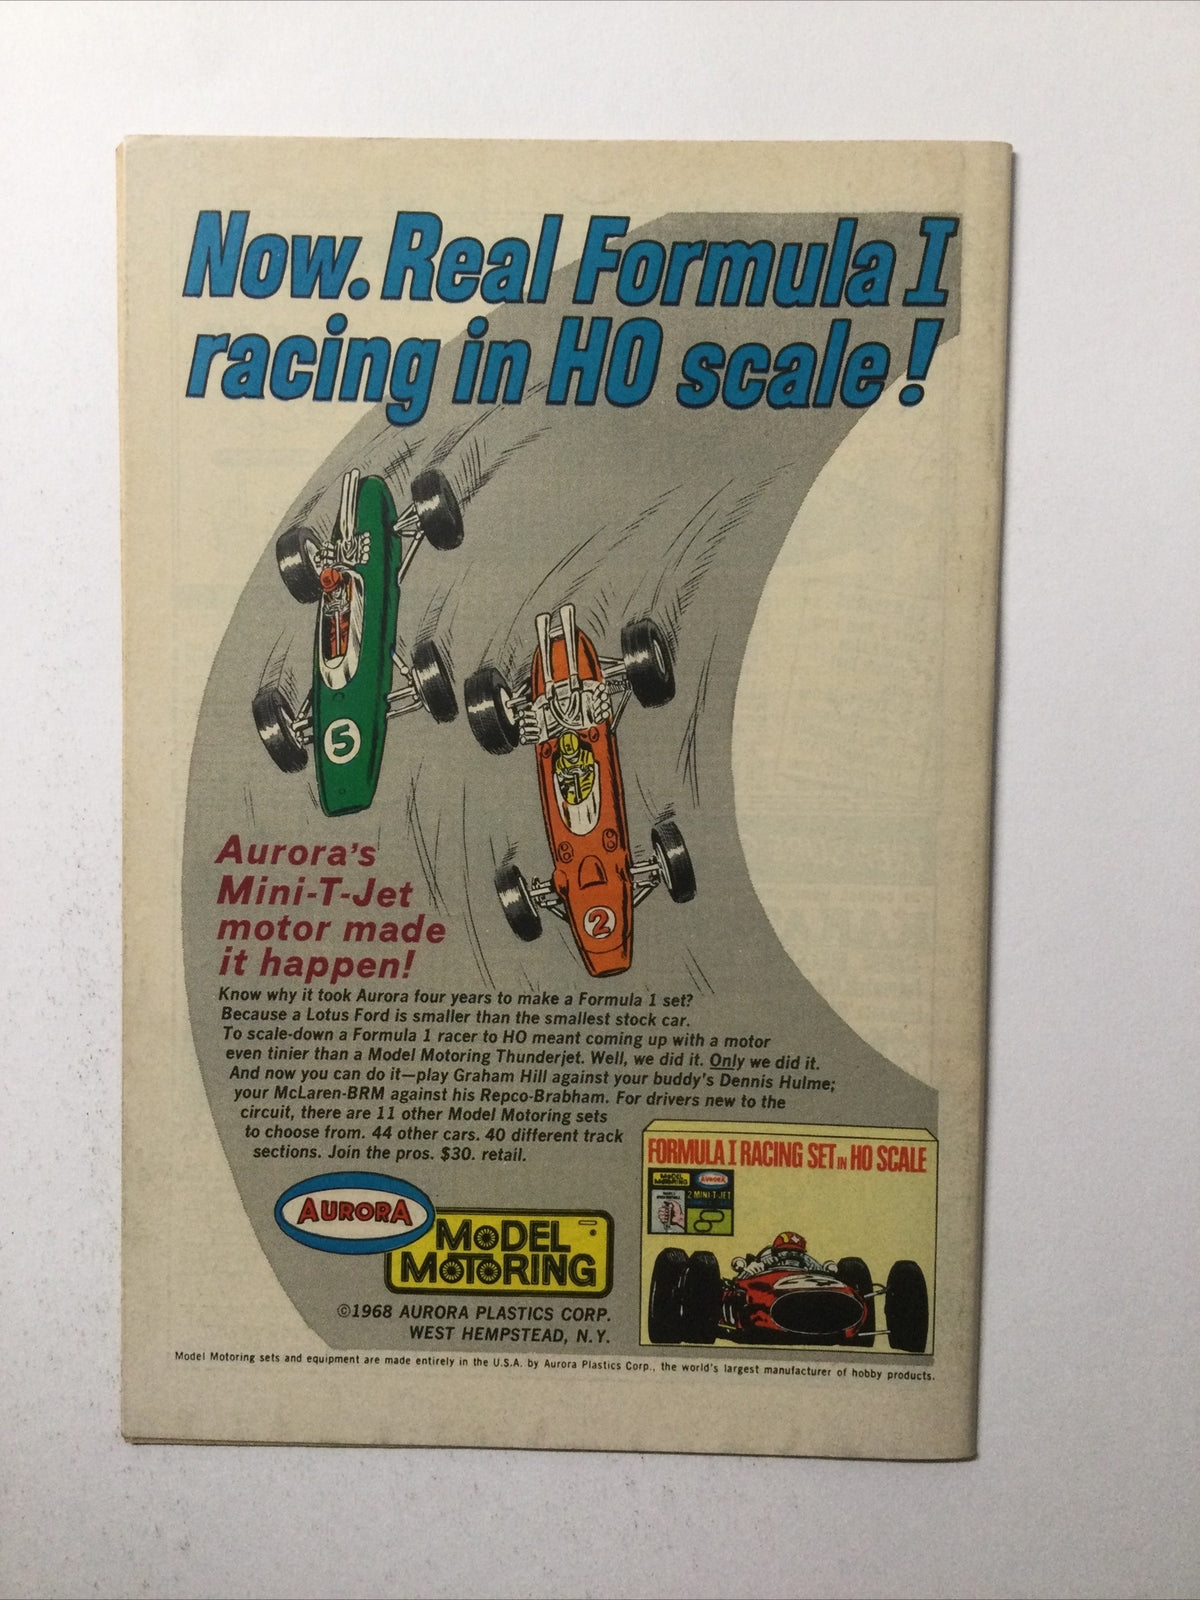 Now. Real Formula I
racing in HO scale!
5
2
Aurora's
Mini-T-Jet
motor made
it happen!
Know why it took Aurora four years to make a Formula 1 set?
Because a Lotus Ford is smaller than the smallest stock car.
To scale-down a Formula 1 racer to HO meant coming up with a motor
even tinier than a Model Motoring Thunderjet. Well, we did it. Only we did it.
And now you can do it—play Graham Hill against your buddy's Dennis Hulme;
your McLaren-BRM against his Repco-Brabham. For drivers new to the
circuit, there are 11 other Model Motoring sets
to choose from. 44 other cars. 40 different track
sections. Join the pros. $30. retail.
AURORA
MODEL
MOTORING
©1968 AURORA PLASTICS CORP.
WEST HEMPSTEAD, N.Y.
FORMULA I RACING SET IN HO SCALE
MODEL
MOTORING
AURORA
2 MINI-T-JET
Model Motoring sets and equipment are made entirely in the U.S.A. by Aurora Plastics Corp., the world's largest manufacturer of hobby products.